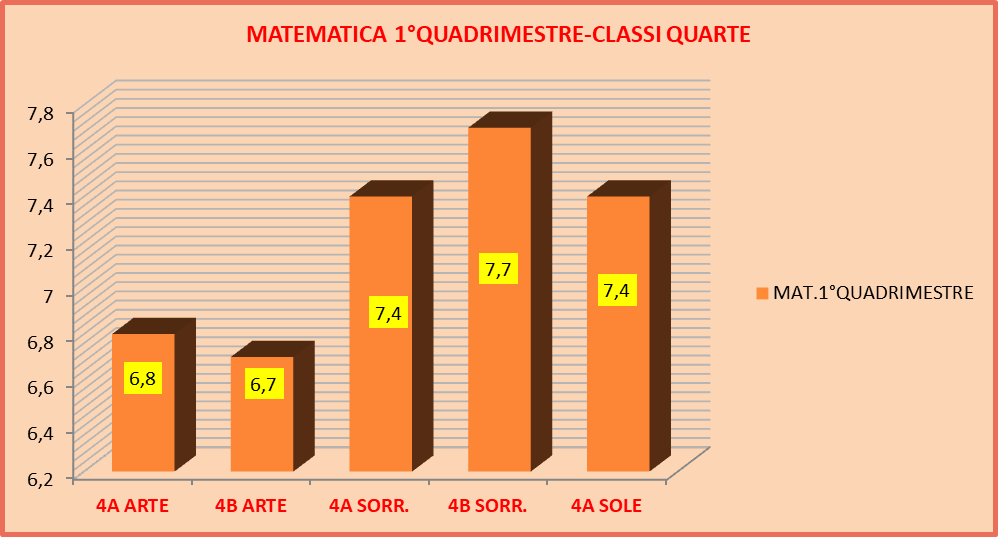 MATEMATICA 1°QUADRIMESTRE-CLASSI QUARTE
7,8
7,6
7,4
7,2
7
6,8
6,6
6,4
6,2
6,8
6,7
7,4
7,7
7,4
4A ARTE
4B ARTE
4A SORR.
4B SORR.
4A SOLE
MAT.1°QUADRIMESTRE